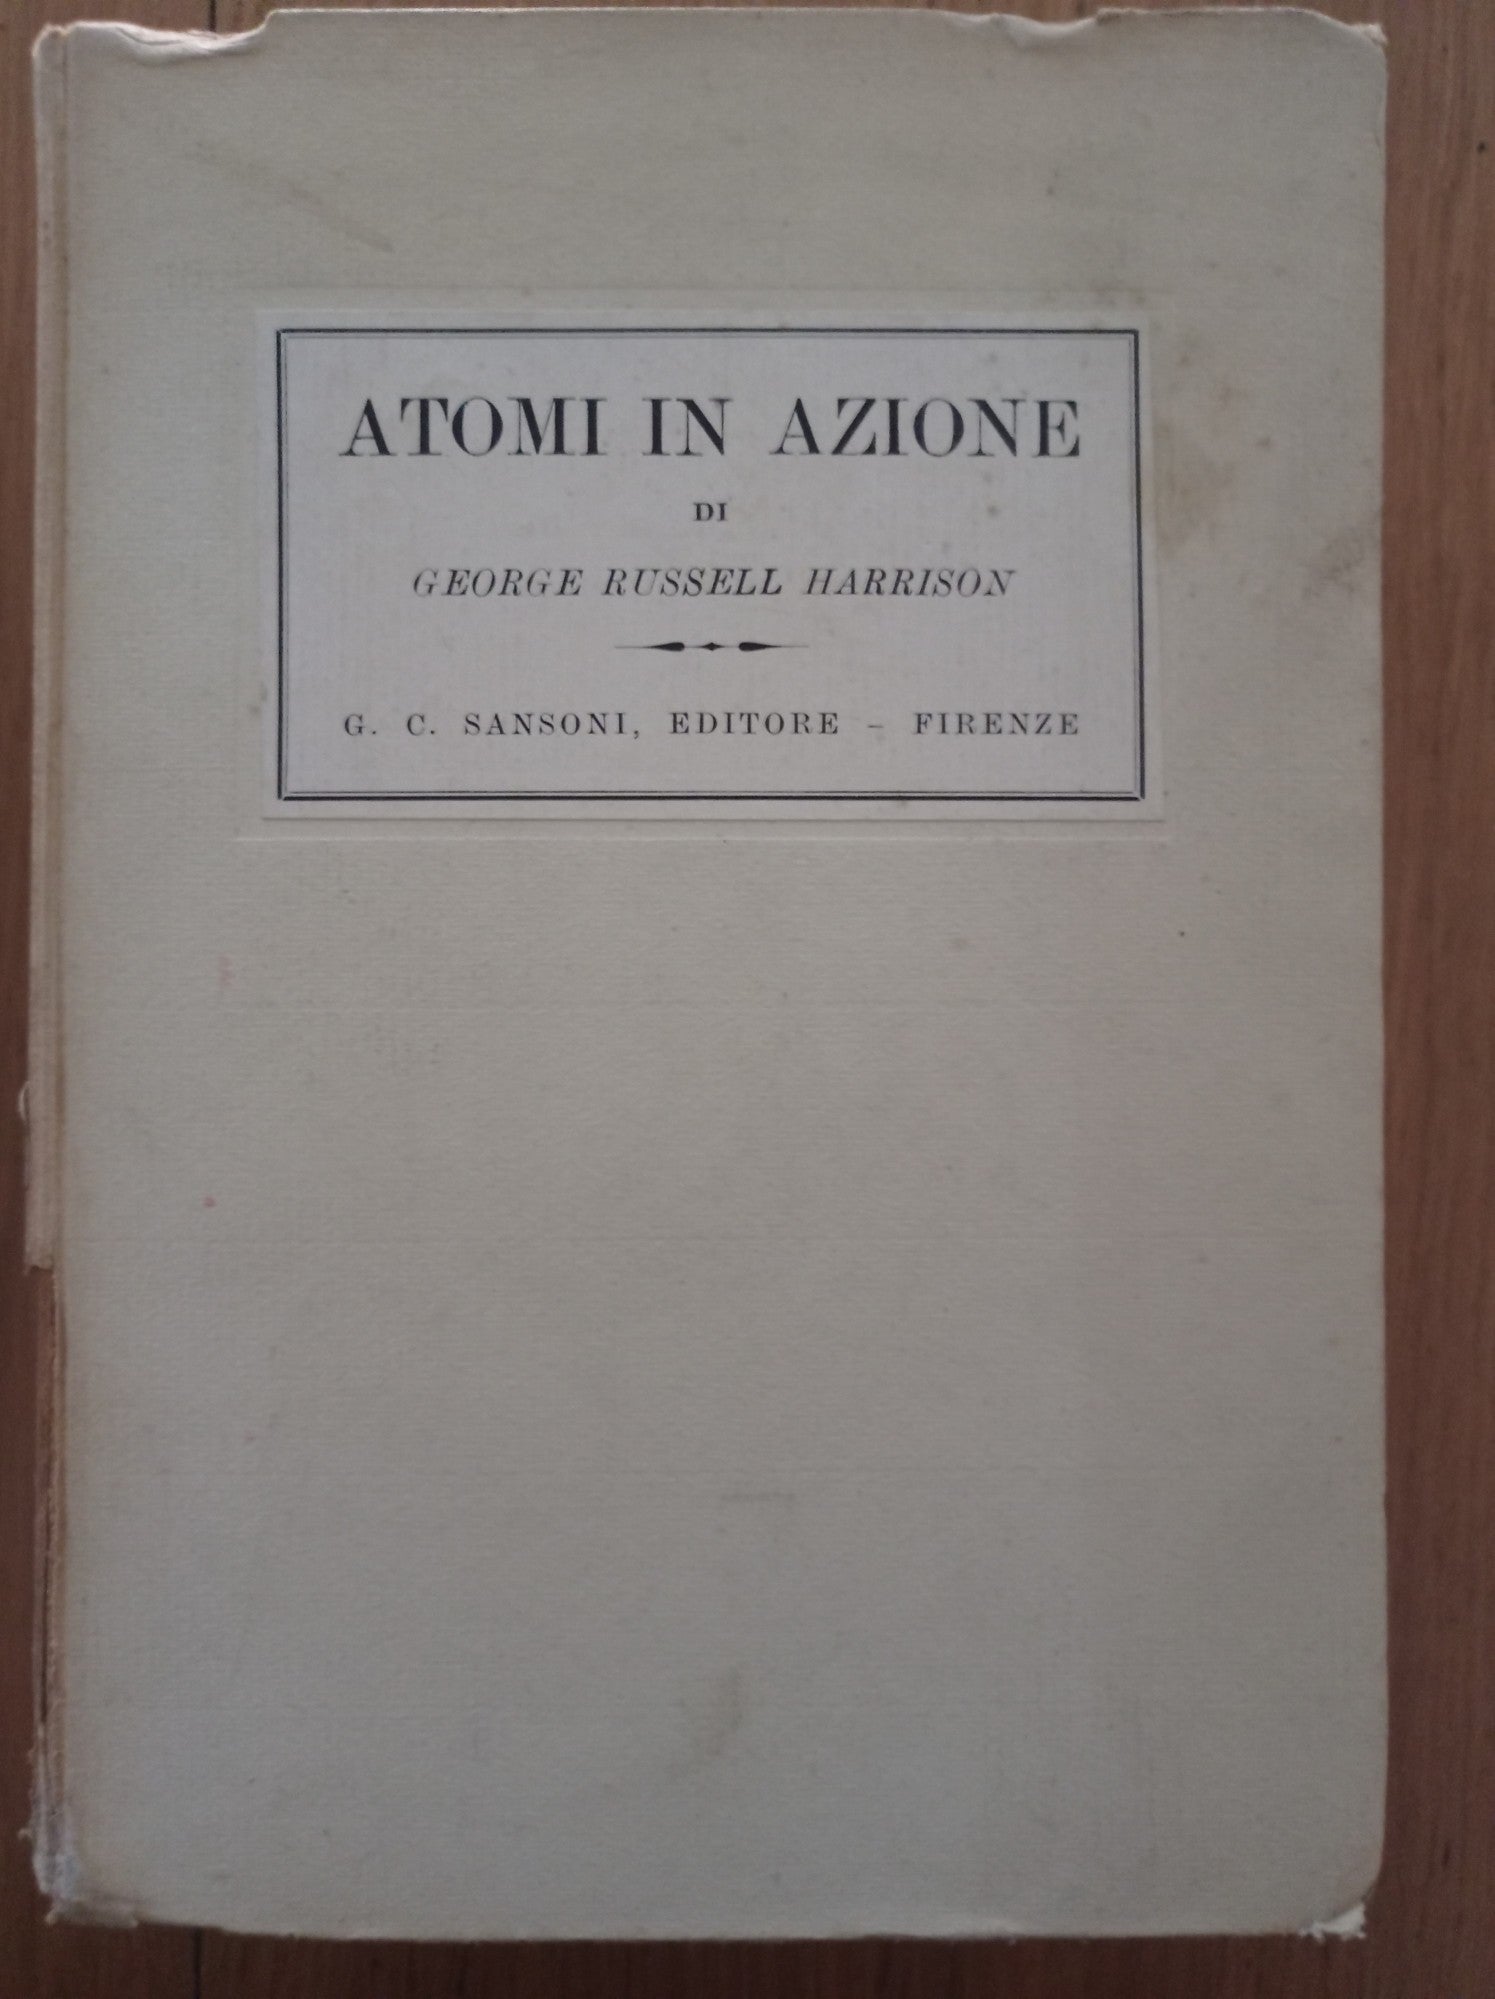 ATOMI IN AZIONE
DI
GEORGE RUSSELL HARRISON
G. C. SANSONI, EDITORE - FIRENZE